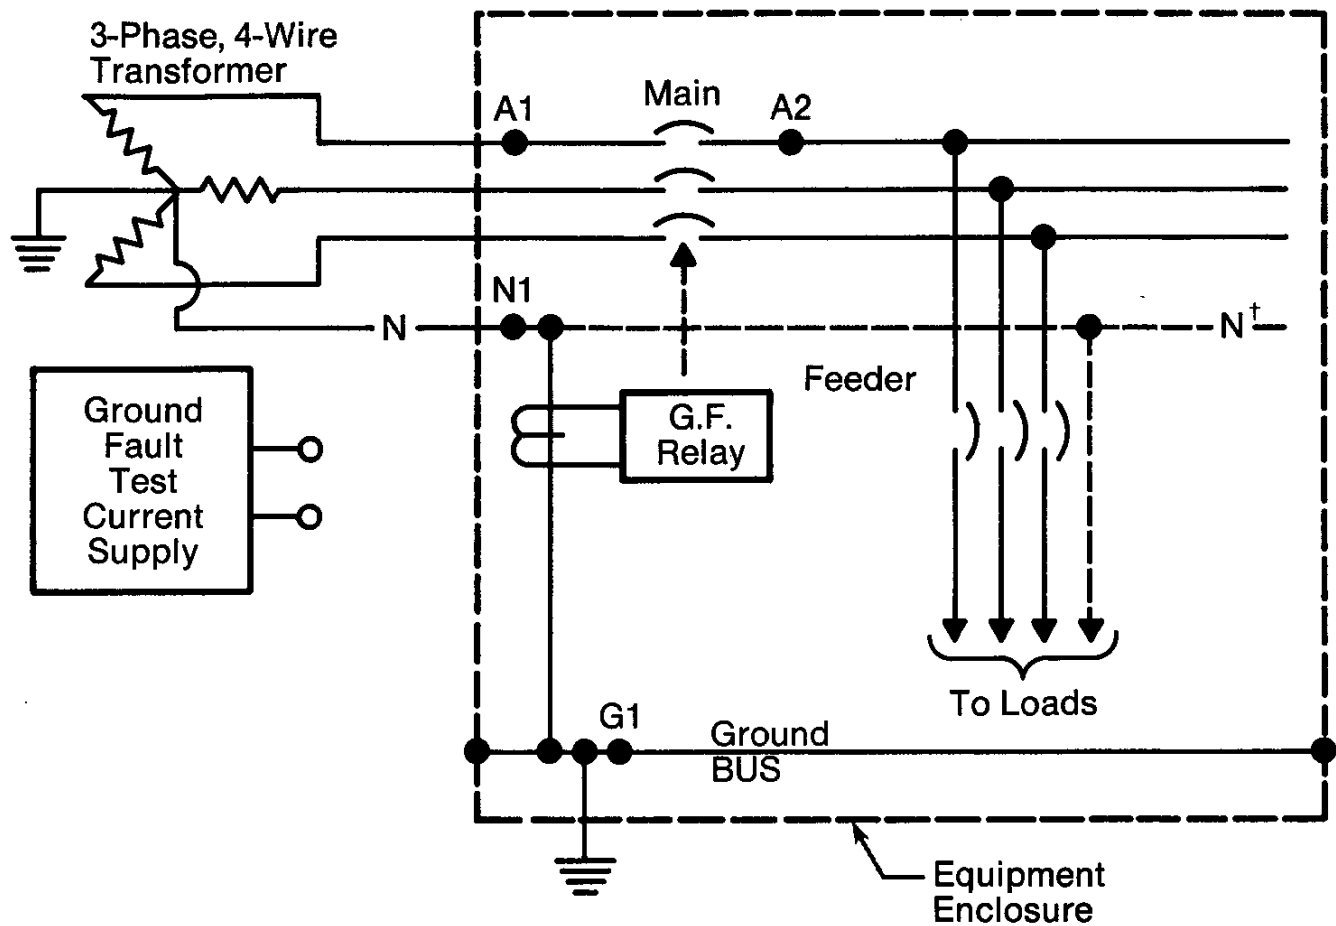 3-Phase, 4-Wire
Transformer
A1
Main
A2
N1
N
N†
Feeder
Ground
Fault
Test
Current
Supply
G.F.
Relay
To Loads
G1
Ground
BUS
Equipment
Enclosure